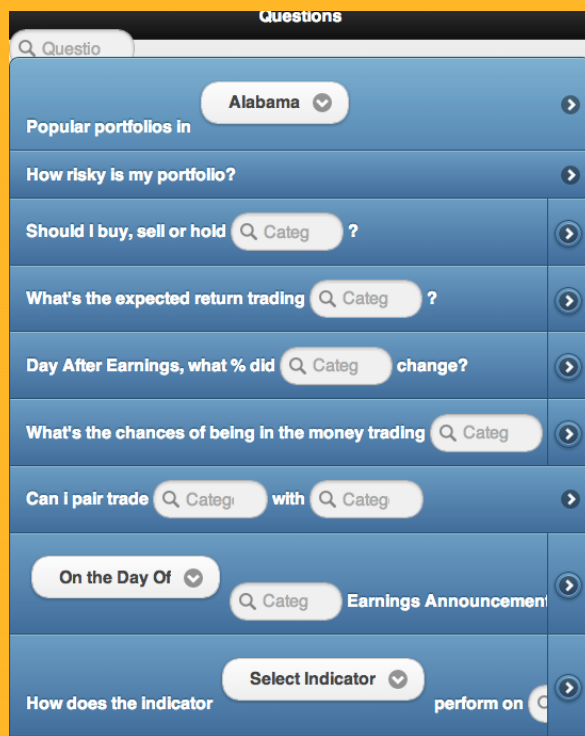 Questions
Questio
Alabama
Popular portfolios in
How risky is my portfolio?
Should I buy, sell or hold Categ ?
What's the expected return trading Categ ?
Day After Earnings, what % did Categ change?
What's the chances of being in the money trading Categ
Can i pair trade Categ with Categ
On the Day Of
Categ Earnings Announcement
Select Indicator
How does the indicator perform on